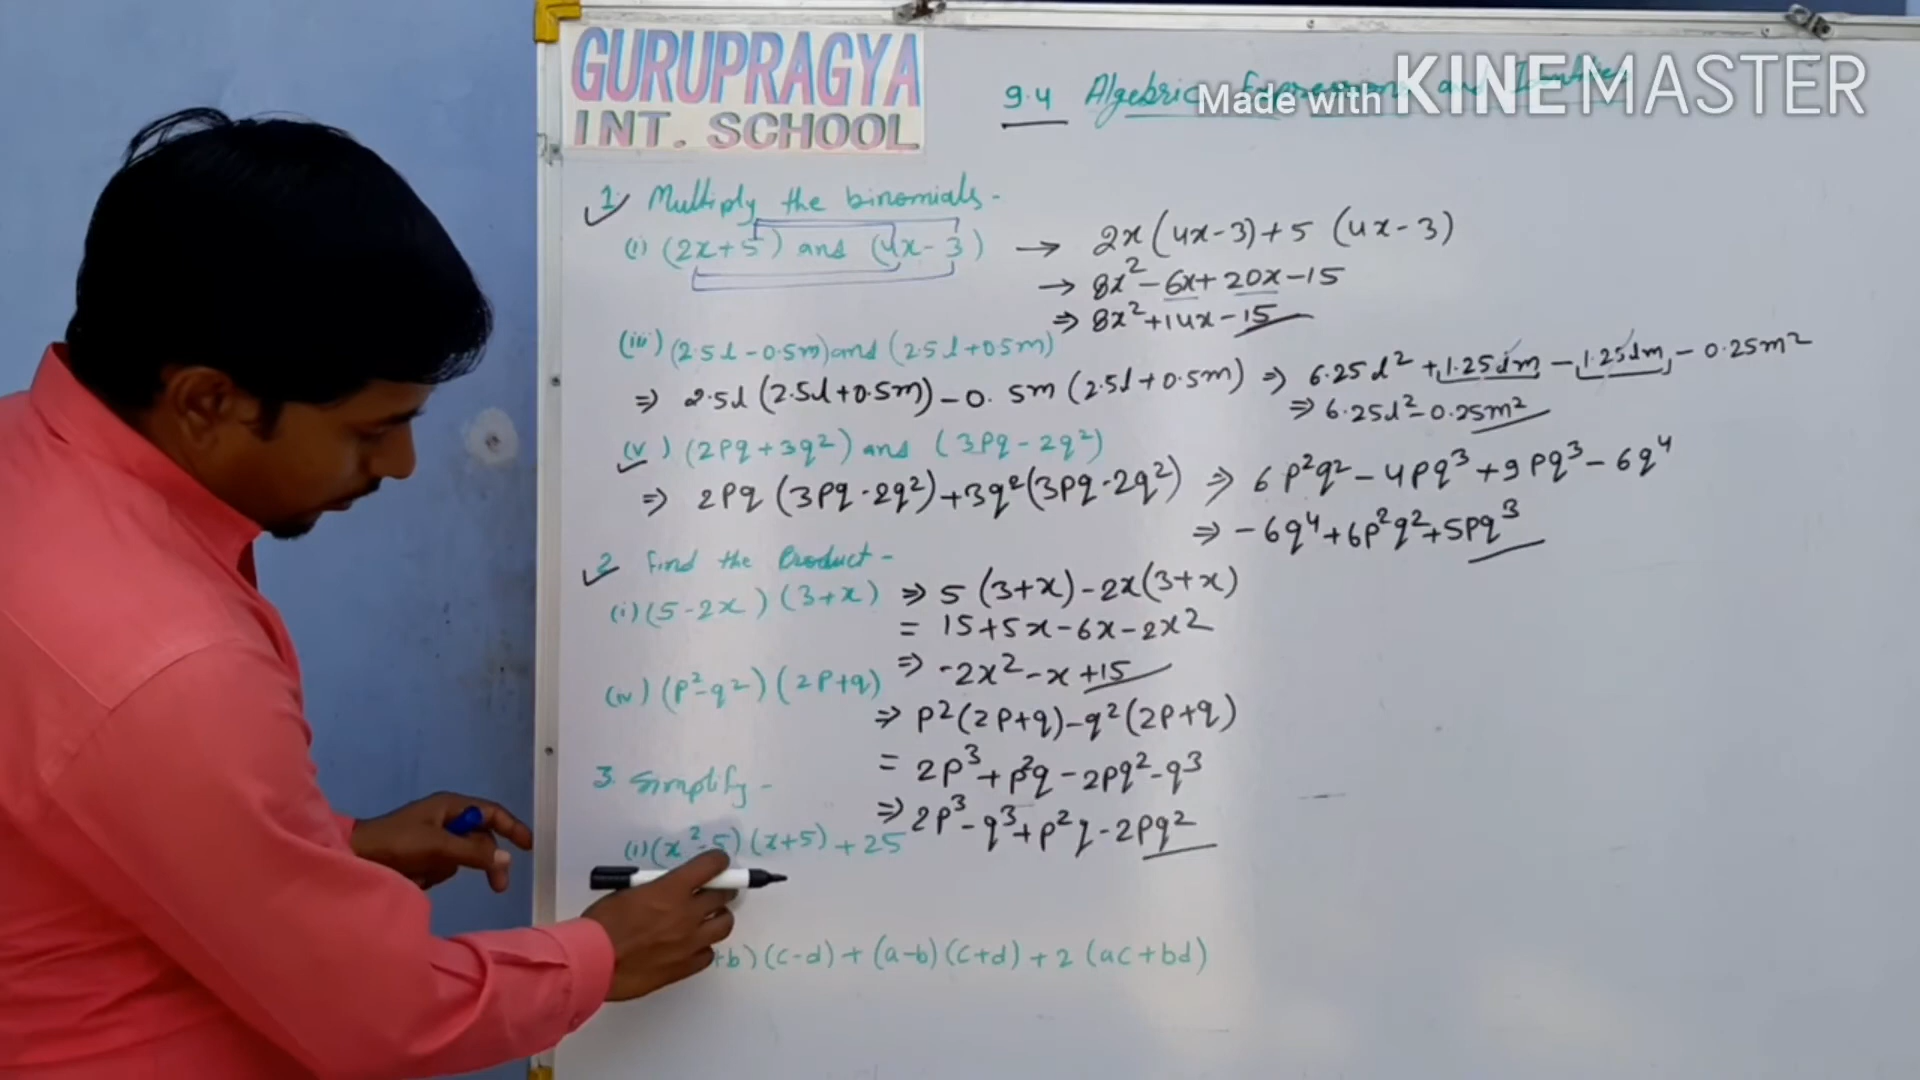 GURUPRAGYA
INT. SCHOOL
Made with KINEMASTER
9.4 Algebric Expressions and Identities
1. Multiply the binomials -
(i) (2x+5) and (4x-3) → 2x(4x-3)+5 (4x-3)
→ 8x²-6x+20x-15
⇒ 8x²+14x-15
(iii) (2.5l-0.5m) and (2.5l+0.5m)
⇒ 2.5l(2.5l+0.5m)-0.5m(2.5l+0.5m) ⇒ 6.25l²+1.25lm-1.25lm-0.25m²
⇒ 6.25l²-0.25m²
(v) (2pq+3q²) and (3pq-2q²)
⇒ 2pq(3pq-2q²)+3q²(3pq-2q²) ⇒ 6p²q²-4pq³+9pq³-6q⁴
⇒ -6q⁴+6p²q²+5pq³
2 find the Product -
(i) (5-2x)(3+x) ⇒ 5(3+x)-2x(3+x)
= 15+5x-6x-2x²
⇒ -2x²-x+15
(iv) (p²-q²)(2p+q)
⇒ p²(2p+q)-q²(2p+q)
= 2p³+p²q-2pq²-q³
⇒ 2p³-q³+p²q-2pq²
3. Simplify -
(i) (x²-5)(x+5)+25
+b)(c-d)+(a-b)(c+d)+2(ac+bd)